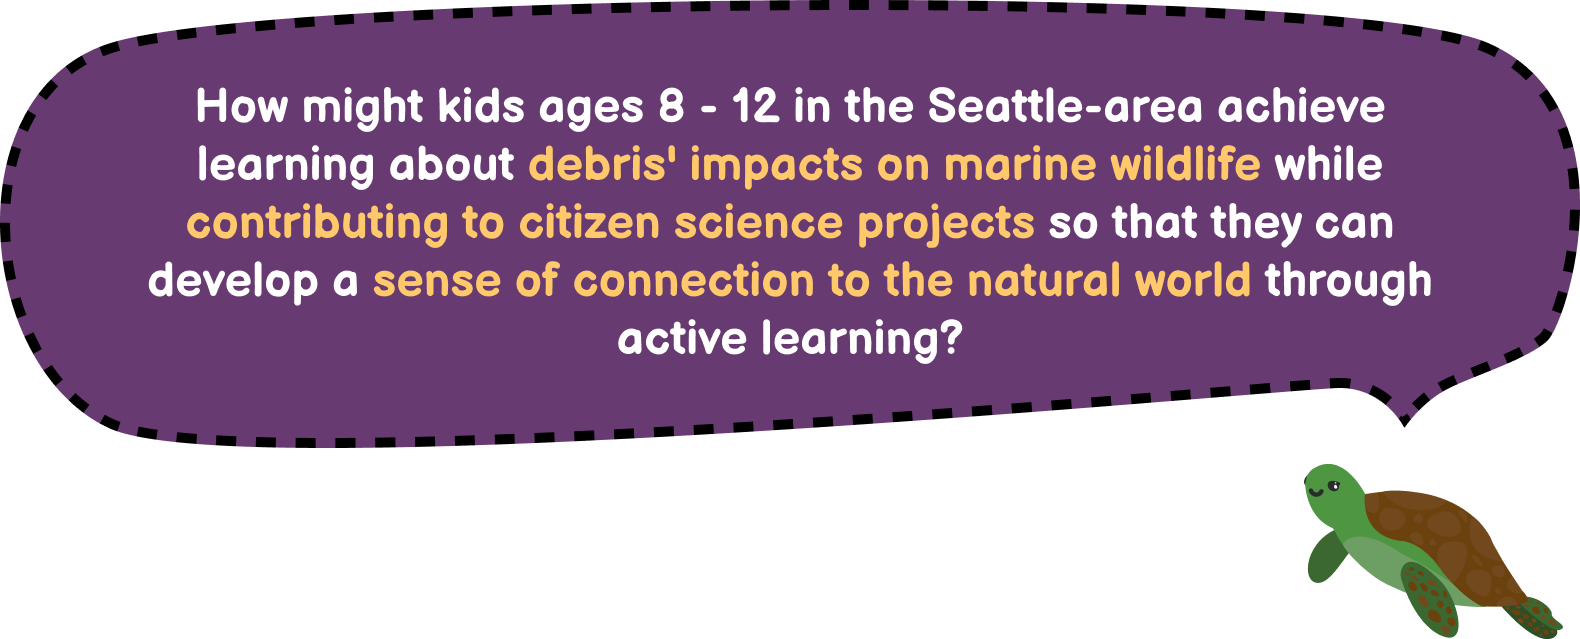 How might kids ages 8 - 12 in the Seattle-area achieve
learning about debris' impacts on marine wildlife while
contributing to citizen science projects so that they can
develop a sense of connection to the natural world through
active learning?